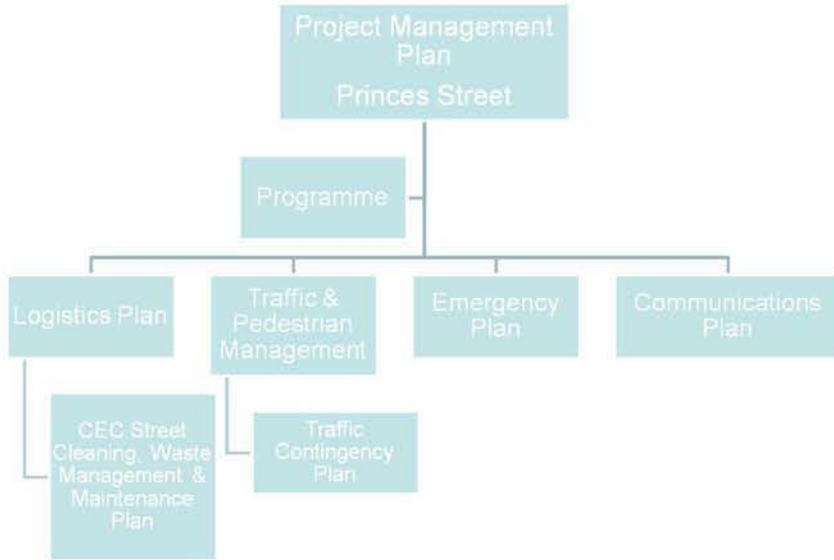 Project Management
Plan
Princes Street
Programme
Logistics Plan
Traffic &
Pedestrian
Management
Emergency
Plan
Communications
Plan
CEC Street
Cleaning, Waste
Management &
Maintenance
Plan
Traffic
Contingency
Plan